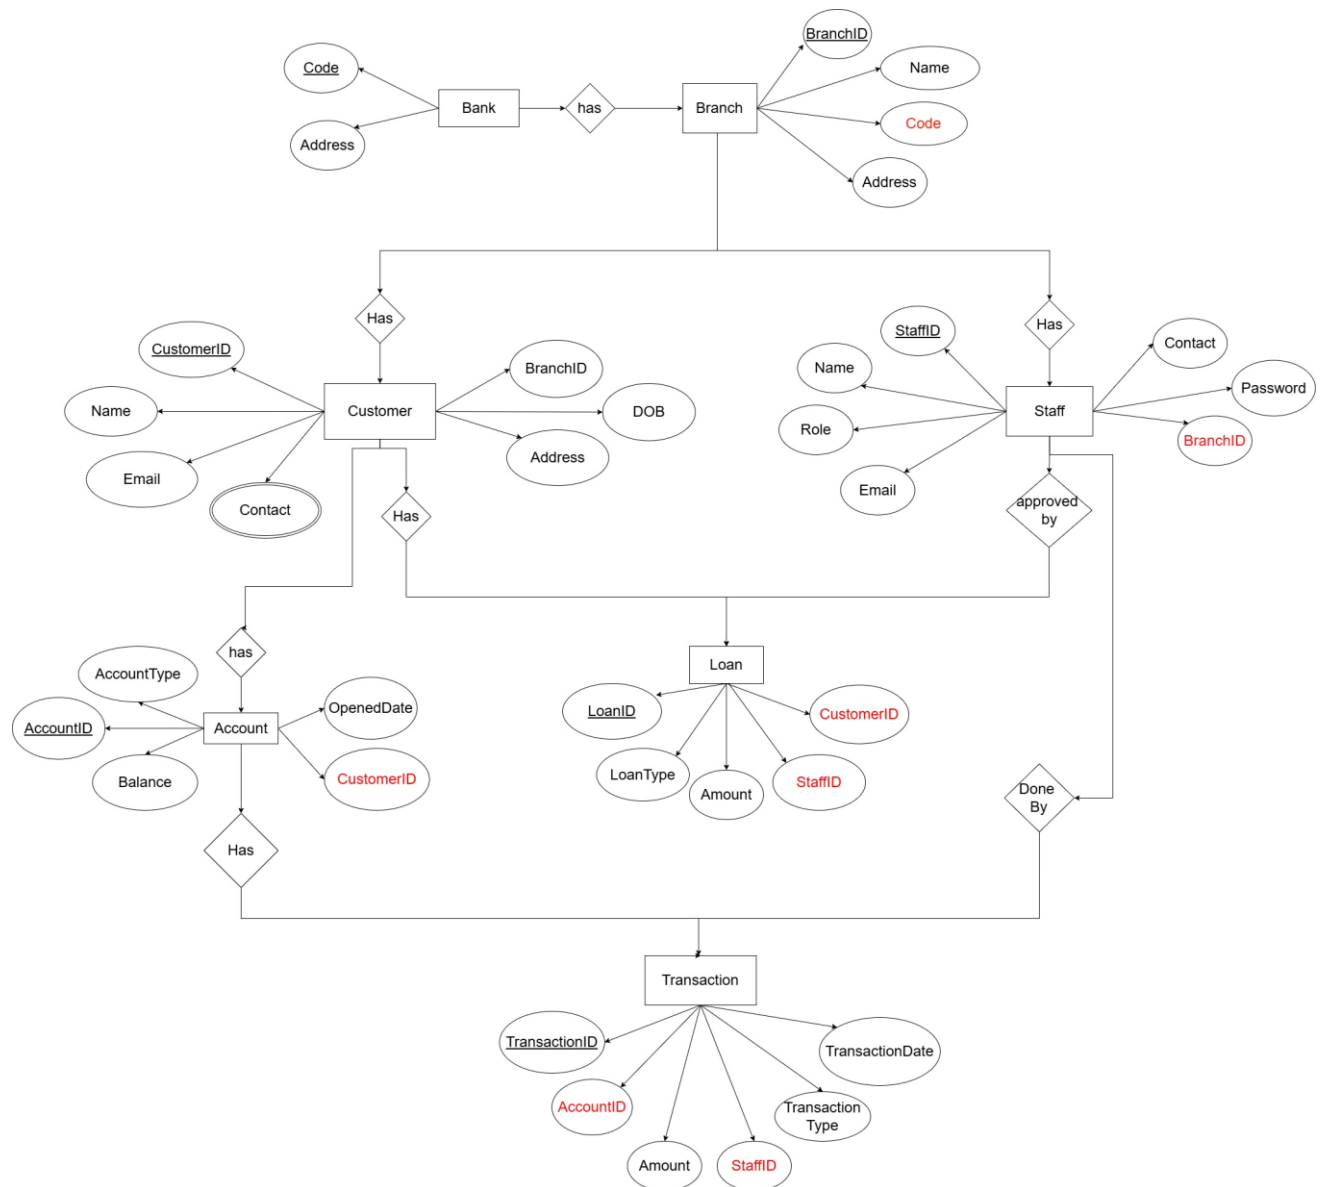 BranchID
Code
Name
Bank
has
Branch
Code
Address
Address
Has
Has
CustomerID
StaffID
Contact
BranchID
Name
Password
Name
Customer
DOB
Staff
Role
BranchID
Address
Email
Email
Contact
Has
approved
by
has
AccountType
Loan
OpenedDate
LoanID
CustomerID
AccountID
Account
Balance
CustomerID
LoanType
StaffID
Amount
Done
By
Has
Transaction
TransactionID
TransactionDate
AccountID
Transaction
Type
Amount
StaffID